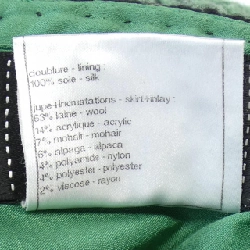 doublure - lining :
100% soie - silk
jupe+incrustations - skirt+inlay :
63% laine - wool
14% acrylique - acrylic
7% mohair - mohair
6% alpaga - alpaca
4% polyamide - nylon
4% polyester - polyester
2% viscose - rayon